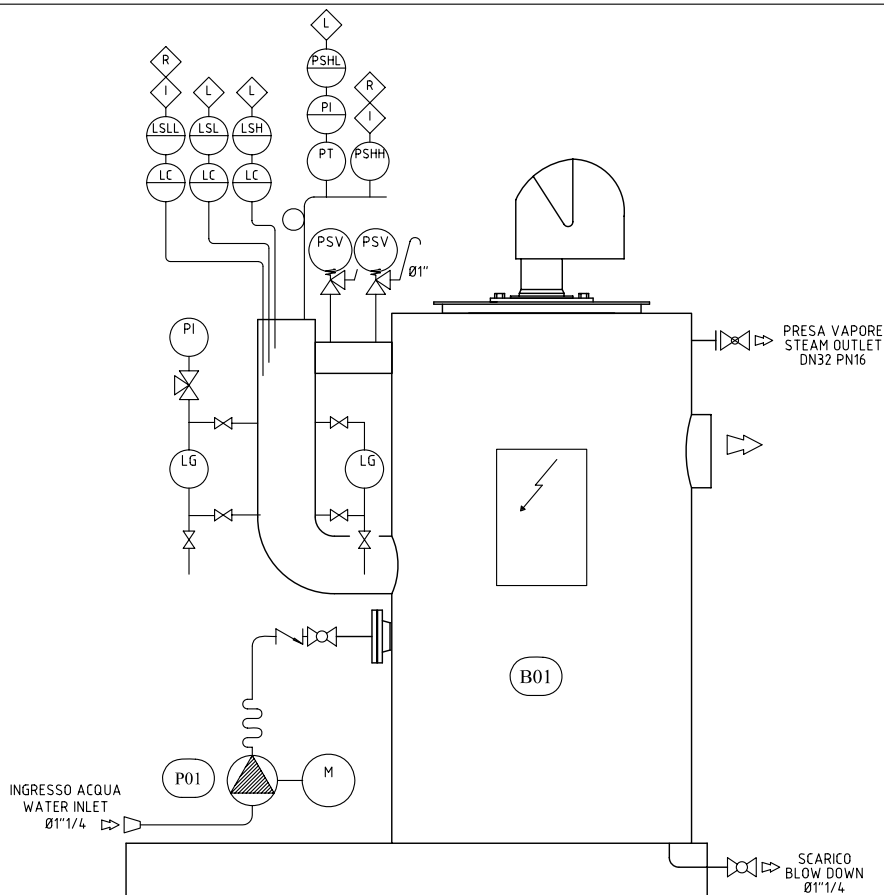 L
PSHL
R
R
I
L
L
PI
I
LSLL
LSL
LSH
PT
PSHH
LC
LC
LC
PSV
PSV
Ø1"
PI
PRESA VAPORE
STEAM OUTLET
DN32 PN16
LG
LG
B01
P01
M
INGRESSO ACQUA
WATER INLET
Ø1"1/4
SCARICO
BLOW DOWN
Ø1"1/4